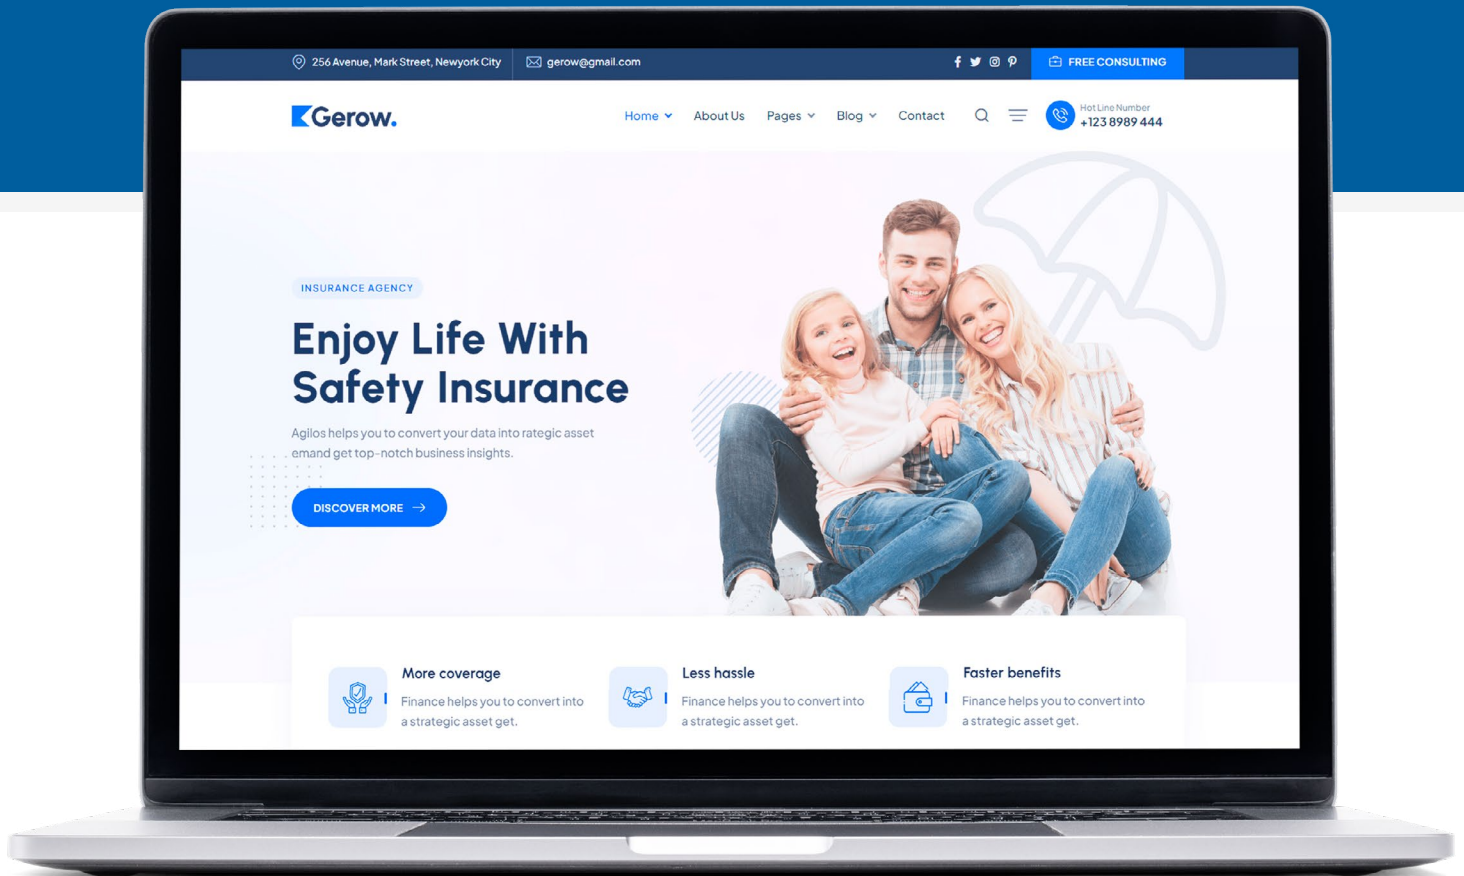 256 Avenue, Mark Street, Newyork City
gerow@gmail.com
FREE CONSULTING
Gerow.
Home
About Us
Pages
Blog
Contact
Hot Line Number
+123 8989 444
INSURANCE AGENCY
Enjoy Life With
Safety Insurance
Agilos helps you to convert your data into rategic asset
emand get top-notch business insights.
DISCOVER MORE
More coverage
Finance helps you to convert into
a strategic asset get.
Less hassle
Finance helps you to convert into
a strategic asset get.
Faster benefits
Finance helps you to convert into
a strategic asset get.